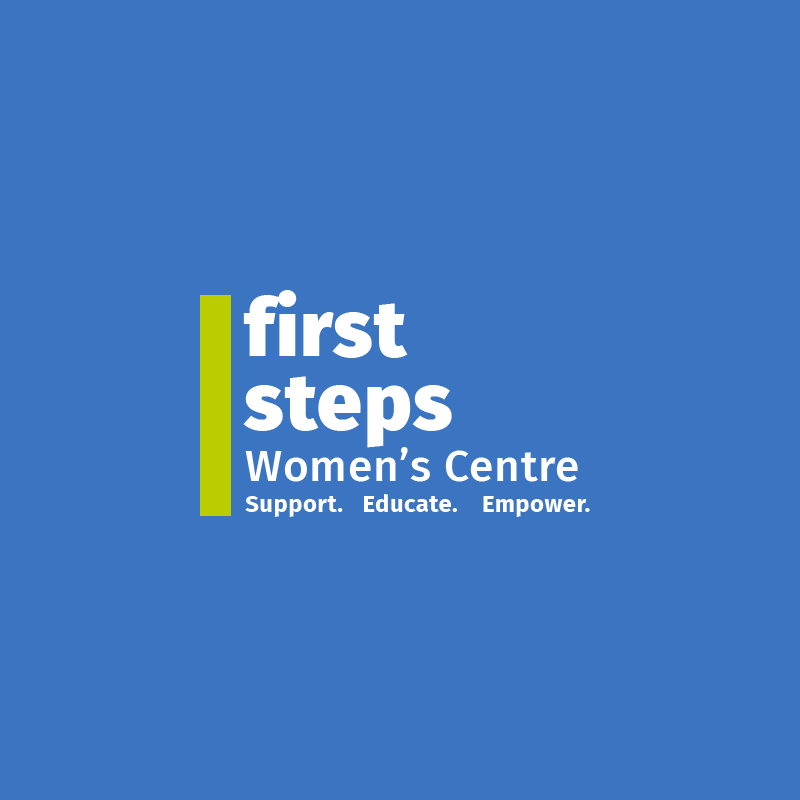 first
steps
Women’s Centre
Support. Educate. Empower.